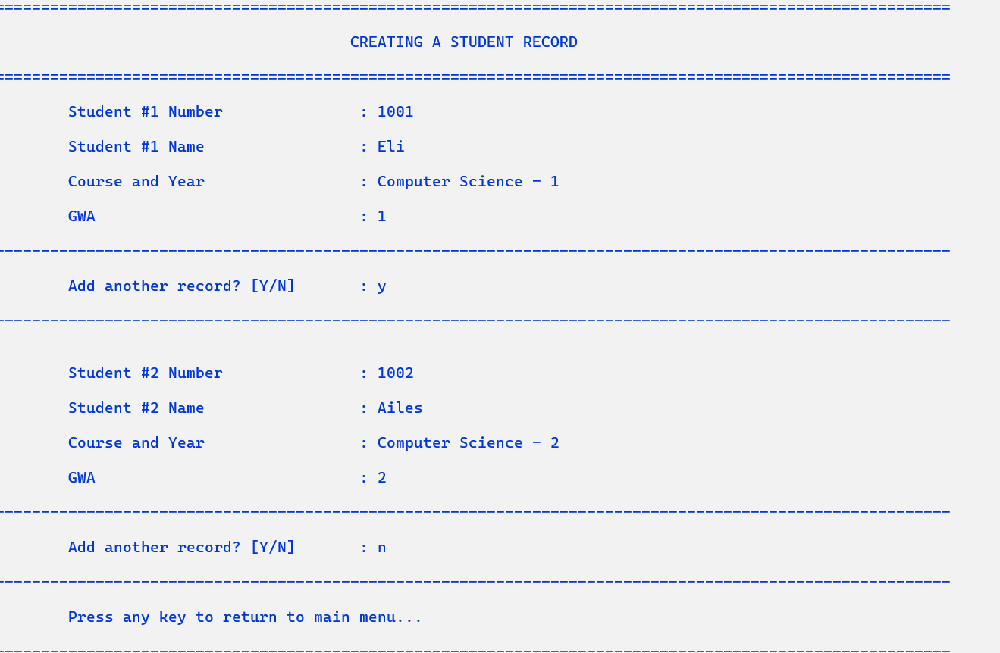 CREATING A STUDENT RECORD
Student #1 Number : 1001
Student #1 Name : Eli
Course and Year : Computer Science - 1
GWA : 1
Add another record? [Y/N] : y
Student #2 Number : 1002
Student #2 Name : Ailes
Course and Year : Computer Science - 2
GWA : 2
Add another record? [Y/N] : n
Press any key to return to main menu...